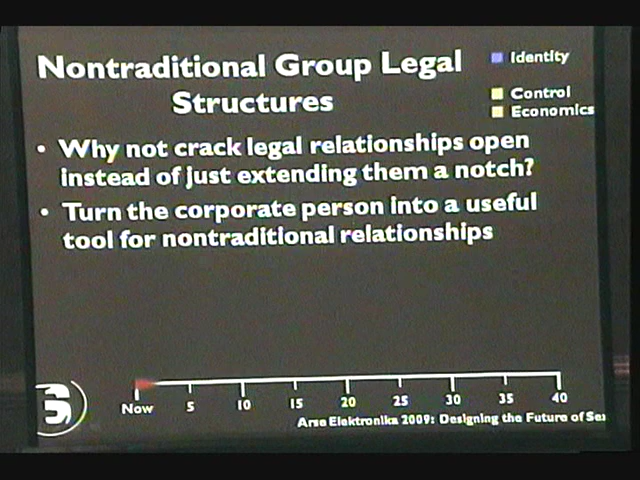 Nontraditional Group Legal
Structures
Identity
Control
Economics
• Why not crack legal relationships open
instead of just extending them a notch?
• Turn the corporate person into a useful
tool for nontraditional relationships
Now 5 10 15 20 25 30 35 40
Arse Elektronika 2009: Designing the Future of Sex